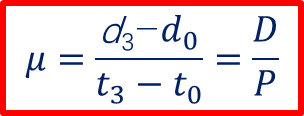 μ = (d₃ − d₀) / (t₃ − t₀) = D / P